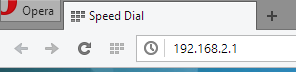 Opera
Speed Dial
192.168.2.1